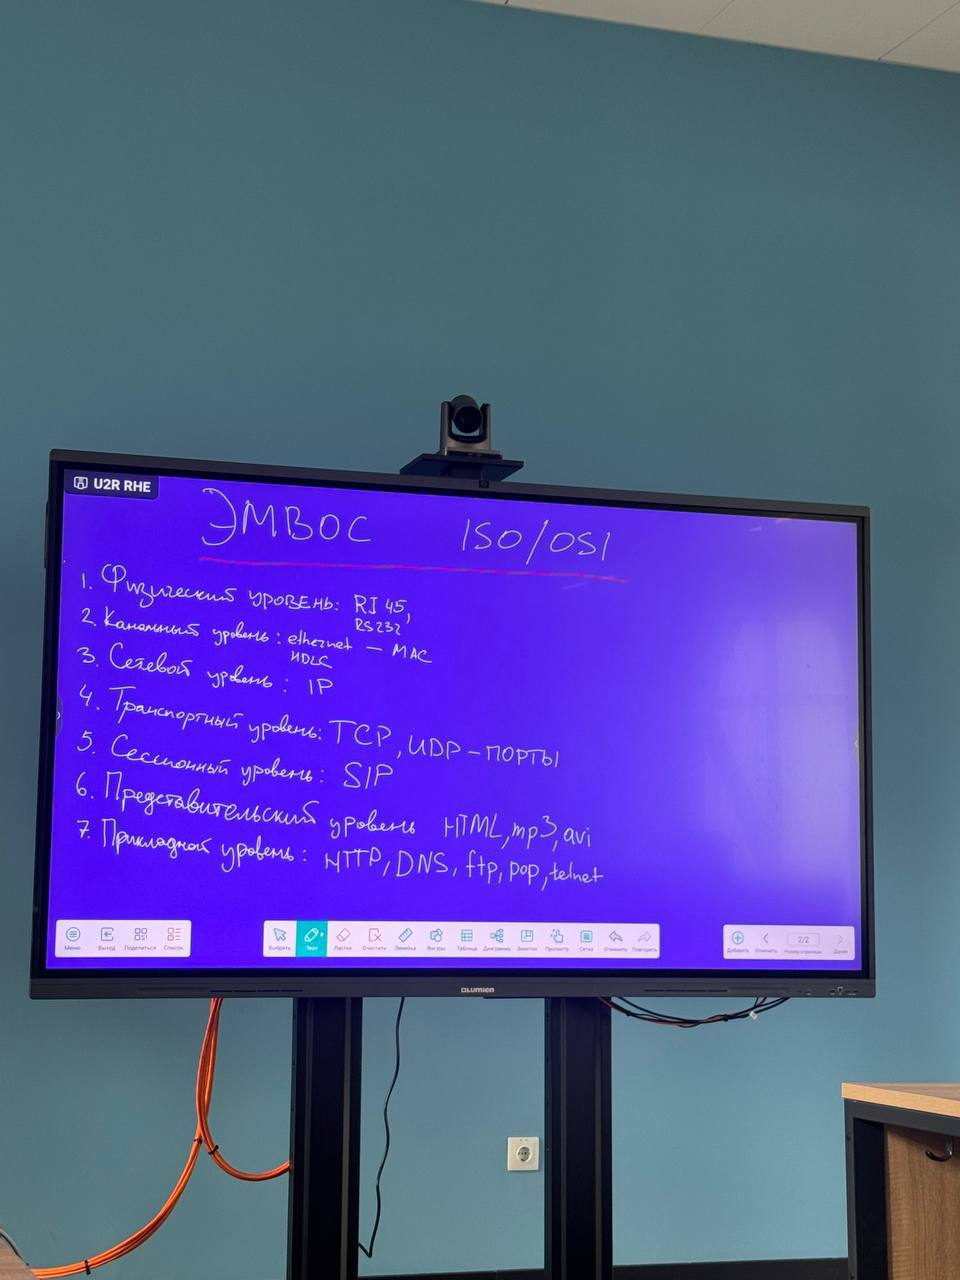 U2R RHE
ЭМВОС ISO/OSI
1. Физический уровень: RJ 45,
RS232
2. Канальный уровень: ethernet — MAC
HDLC
3. Сетевой уровень: IP
4. Транспортный уровень: TCP, UDP - ПОРТЫ
5. Сессионный уровень: SIP
6. Представительский уровень HTML, mp3, avi
7. Прикладной уровень: HTTP, DNS, ftp, pop, telnet
Меню Выход Поделиться Список Выбрать Перо Ластик Очистить Линейка Фигуры Таблица Диаграмма Заметки Просмотр Сетка Отменить Повторить Добавить 2/2 Номер страницы Далее
LUMIEN